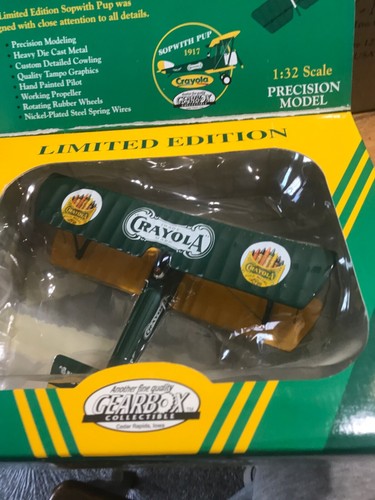 Limited Edition Sopwith Pup was
gned with close attention to all details.
• Precision Modeling
• Heavy Die Cast Metal
• Custom Detailed Cowling
• Quality Tampo Graphics
• Hand Painted Pilot
• Working Propeller
• Rotating Rubber Wheels
• Nickel-Plated Steel Spring Wires
SOPWITH PUP
1917
Crayola
GEARBOX
1:32 Scale
PRECISION
MODEL
LIMITED EDITION
CRAYOLA
CRAYOLA
CRAYOLA
CRAYOLA
Another fine quality
GEARBOX
COLLECTIBLE
Cedar Rapids, Iowa